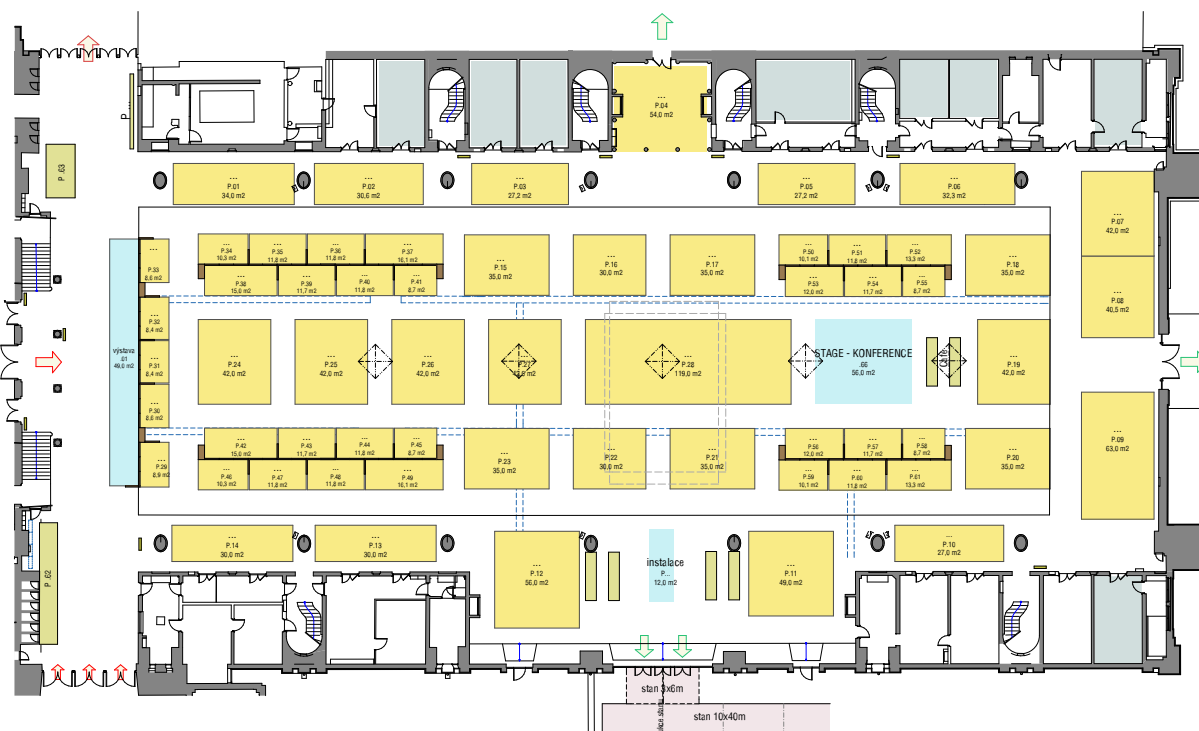 ...
P.04
54,0 m2
P .63
...
P.01
34,0 m2
...
P.02
30,6 m2
...
P.03
27,2 m2
...
P.05
27,2 m2
...
P.06
32,3 m2
...
P.07
42,0 m2
...
P.08
40,5 m2
...
P.09
63,0 m2
...
P.33
8,6 m2
...
P.34
10,3 m2
...
P.35
11,8 m2
...
P.36
11,8 m2
...
P.37
16,1 m2
...
P.38
15,0 m2
...
P.39
11,7 m2
...
P.40
11,8 m2
...
P.41
8,7 m2
...
P.15
35,0 m2
...
P.16
30,0 m2
...
P.17
35,0 m2
...
P.50
10,1 m2
...
P.51
11,8 m2
...
P.52
13,3 m2
...
P.53
12,0 m2
...
P.54
11,7 m2
...
P.55
8,7 m2
...
P.18
35,0 m2
výstava
.01
49,0 m2
...
P.32
8,4 m2
...
P.31
8,4 m2
...
P.30
8,6 m2
...
P.29
8,9 m2
...
P.24
42,0 m2
...
P.25
42,0 m2
...
P.26
42,0 m2
...
P.27
...
P.28
119,0 m2
STAGE - KONFERENCE
.66
56,0 m2
...
P.19
42,0 m2
...
P.42
15,0 m2
...
P.43
11,7 m2
...
P.44
11,8 m2
...
P.45
8,7 m2
...
P.46
10,3 m2
...
P.47
11,8 m2
...
P.48
11,8 m2
...
P.49
16,1 m2
...
P.23
35,0 m2
...
P.22
30,0 m2
...
P.21
35,0 m2
...
P.56
12,0 m2
...
P.57
11,7 m2
...
P.58
8,7 m2
...
P.59
10,1 m2
...
P.60
11,8 m2
...
P.61
13,3 m2
...
P.20
35,0 m2
P .62
...
P.14
30,0 m2
...
P.13
30,0 m2
...
P.12
56,0 m2
instalace
P...
12,0 m2
...
P.11
49,0 m2
...
P.10
27,0 m2
stan 3x6m
stan 10x40m